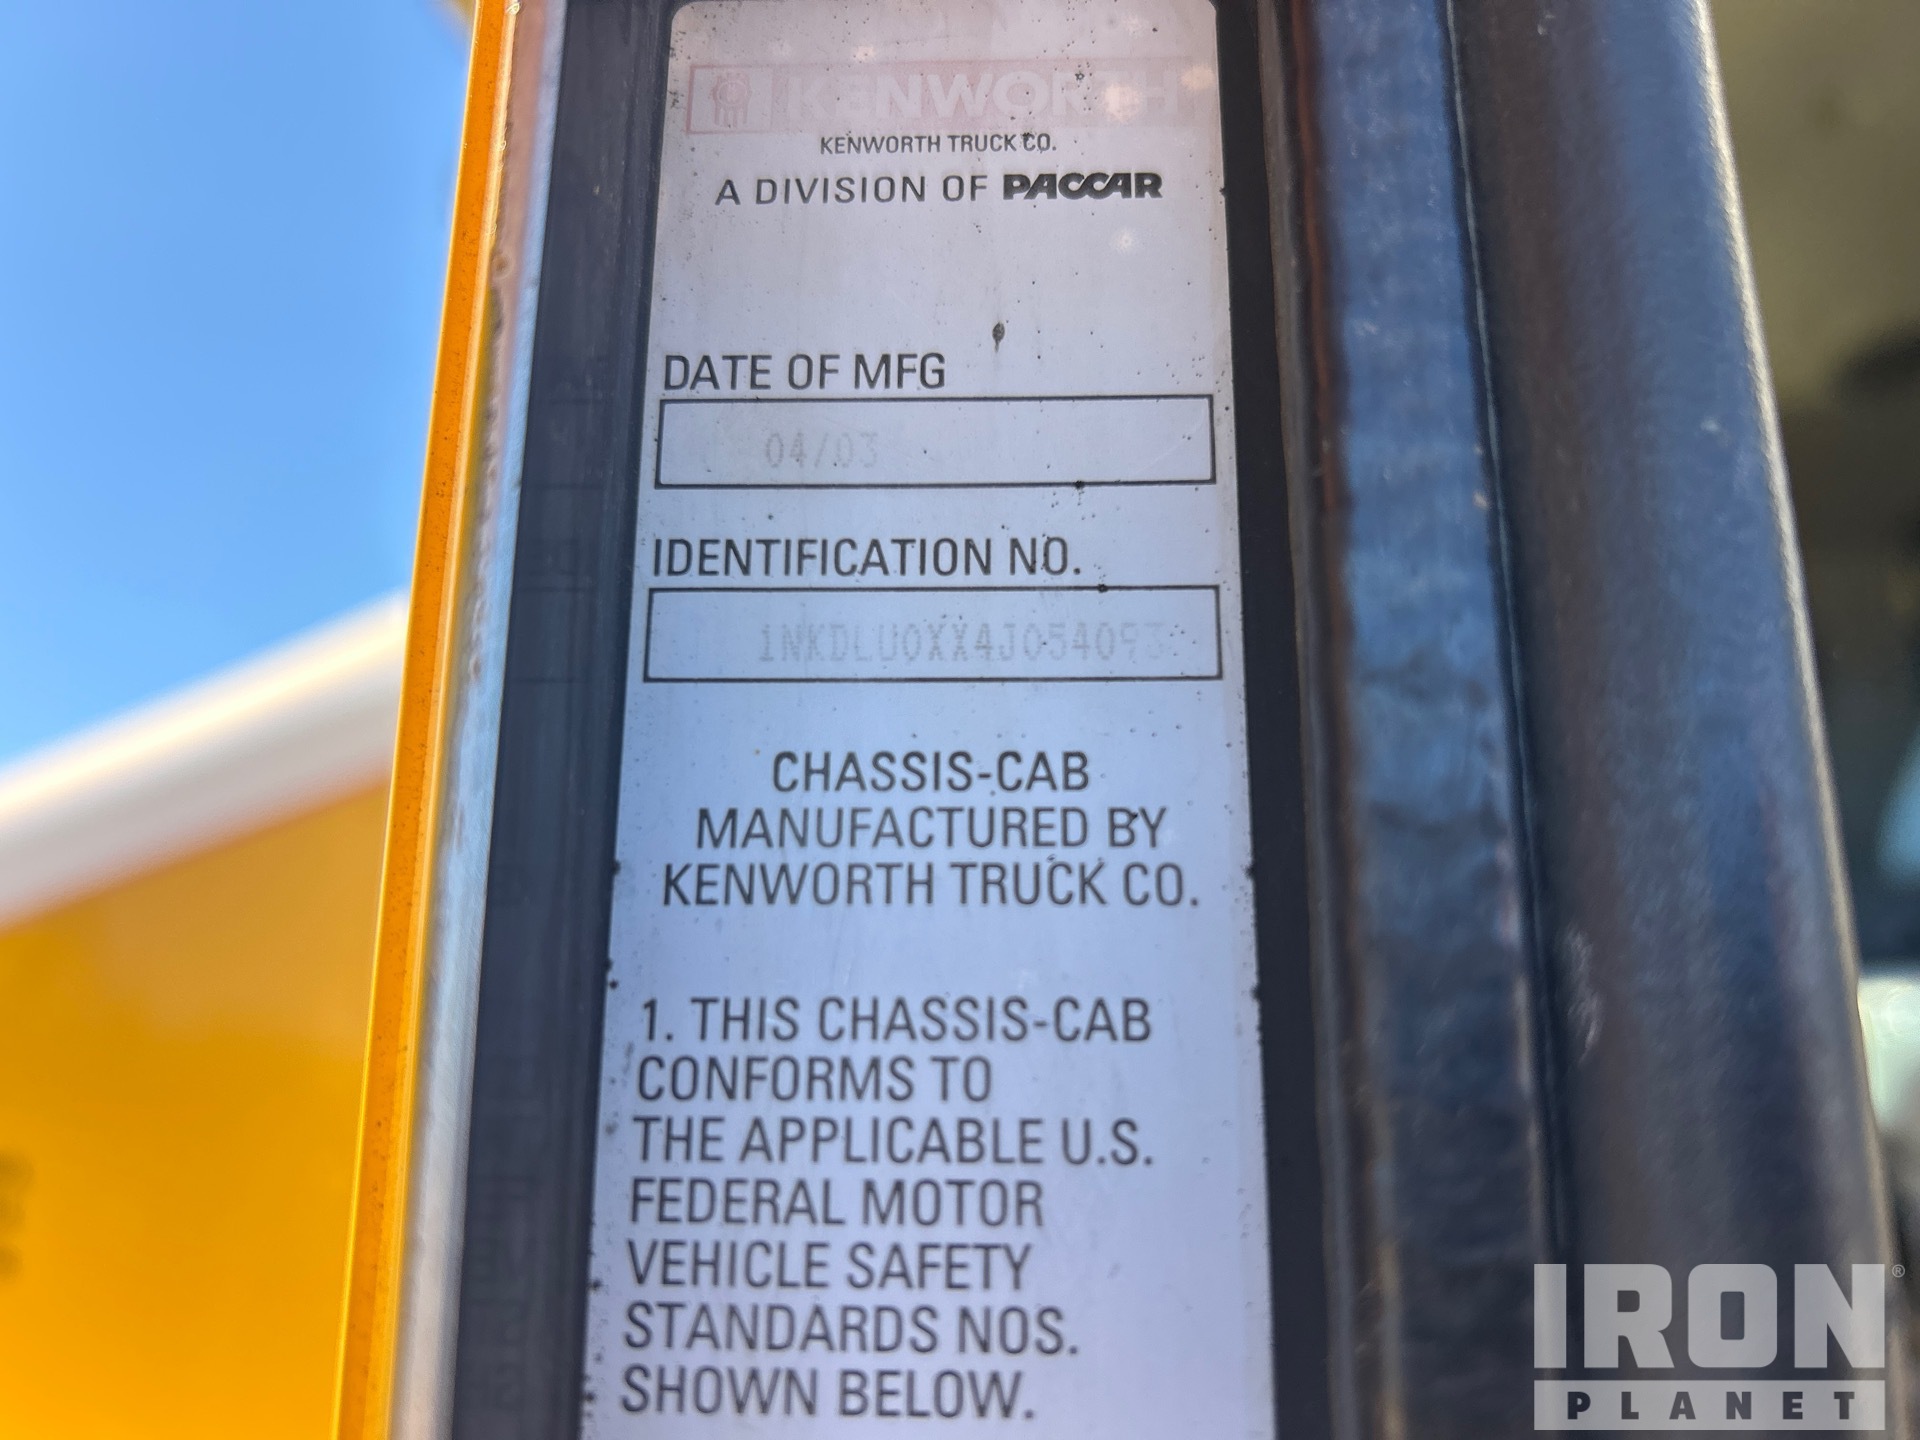 KENWORTH
KENWORTH TRUCK CO.
A DIVISION OF PACCAR
DATE OF MFG
04/03
IDENTIFICATION NO.
1NKDLU0XX4J054093
CHASSIS-CAB
MANUFACTURED BY
KENWORTH TRUCK CO.
1. THIS CHASSIS-CAB
CONFORMS TO
THE APPLICABLE U.S.
FEDERAL MOTOR
VEHICLE SAFETY
STANDARDS NOS.
SHOWN BELOW.
IRON
PLANET